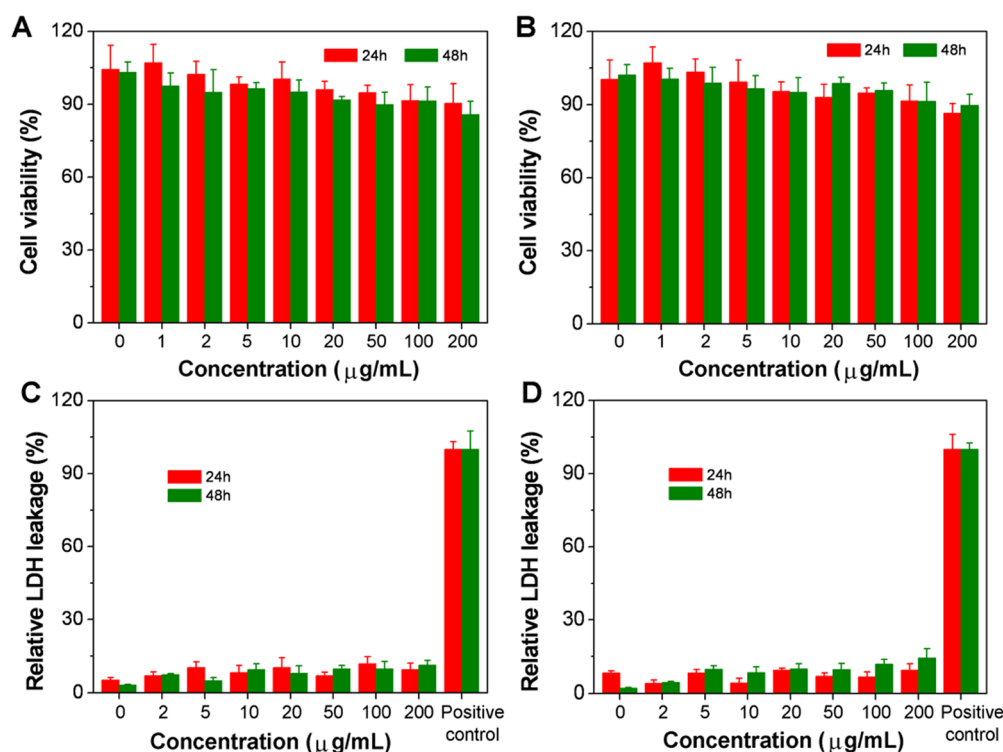 A
120
90
60
30
0
Cell viability (%)
24h 48h
0 1 2 5 10 20 50 100 200
Concentration ( μg/mL)
B
120
90
60
30
0
Cell viability (%)
24h 48h
0 1 2 5 10 20 50 100 200
Concentration ( μg/mL)
C
120
90
60
30
0
Relative LDH leakage (%)
24h
48h
0 2 5 10 20 50 100 200 Positive
control
Concentration ( μg/mL)
D
120
90
60
30
0
Relative LDH leakage (%)
24h
48h
0 2 5 10 20 50 100 200 Positive
control
Concentration ( μg/mL)